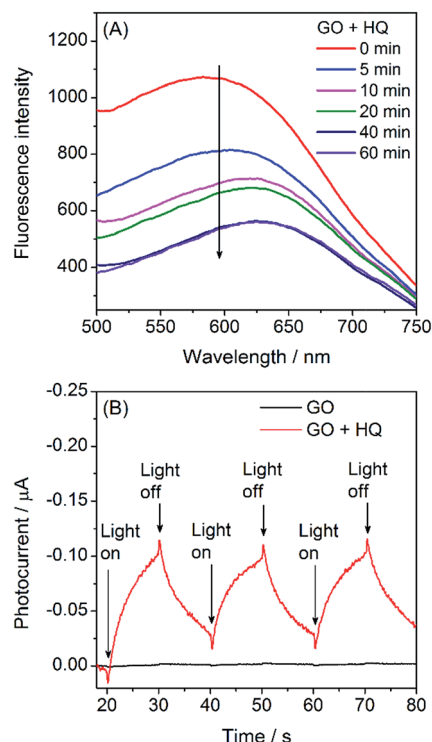 (A)
GO + HQ
0 min
5 min
10 min
20 min
40 min
60 min
1200
1000
800
600
400
Fluorescence intensity
500 550 600 650 700 750
Wavelength / nm
(B)
GO
GO + HQ
-0.25
-0.20
-0.15
-0.10
-0.05
0.00
Photocurrent / μA
Light
on
Light
off
Light
on
Light
off
Light
on
Light
off
20 30 40 50 60 70 80
Time / s